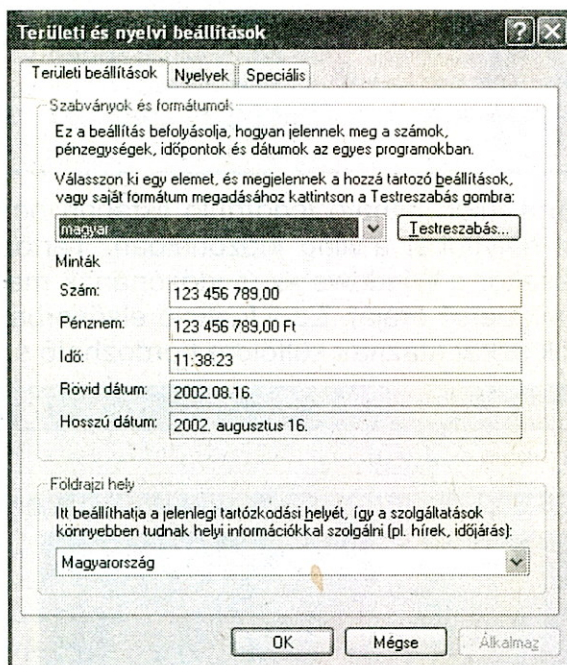 Területi és nyelvi beállítások
Területi beállítások Nyelvek Speciális
Szabványok és formátumok
Ez a beállítás befolyásolja, hogyan jelennek meg a számok,
pénzegységek, időpontok és dátumok az egyes programokban.
Válasszon ki egy elemet, és megjelennek a hozzá tartozó beállítások,
vagy saját formátum megadásához kattintson a Testreszabás gombra:
magyar Testreszabás...
Minták
Szám: 123 456 789,00
Pénznem: 123 456 789,00 Ft
Idő: 11:38:23
Rövid dátum: 2002.08.16.
Hosszú dátum: 2002. augusztus 16.
Földrajzi hely
Itt beállíthatja a jelenlegi tartózkodási helyét, így a szolgáltatások
könnyebben tudnak helyi információkkal szolgálni (pl. hírek, időjárás):
Magyarország
OK Mégse Alkalmaz